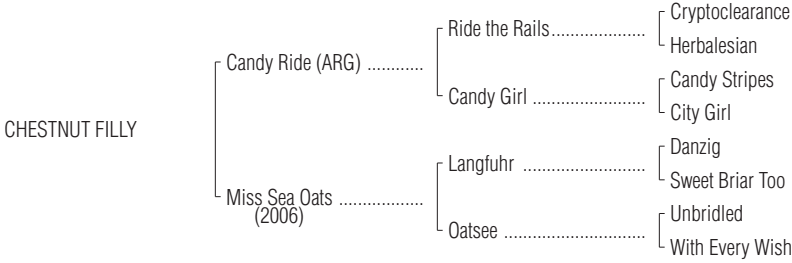 Cryptoclearance
Ride the Rails....................
Herbalesian
Candy Ride (ARG) ............
Candy Stripes
Candy Girl ........................
City Girl
CHESTNUT FILLY
Danzig
Langfuhr ..........................
Sweet Briar Too
Miss Sea Oats ..................
(2006)
Unbridled
Oatsee ..............................
With Every Wish